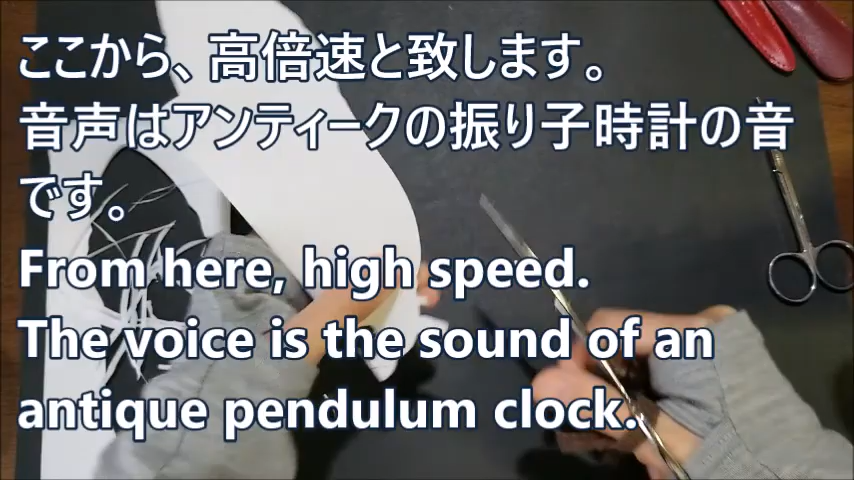 ここから、高倍速と致します。
音声はアンティークの振り子時計の音
です。
From here, high speed.
The voice is the sound of an
antique pendulum clock.